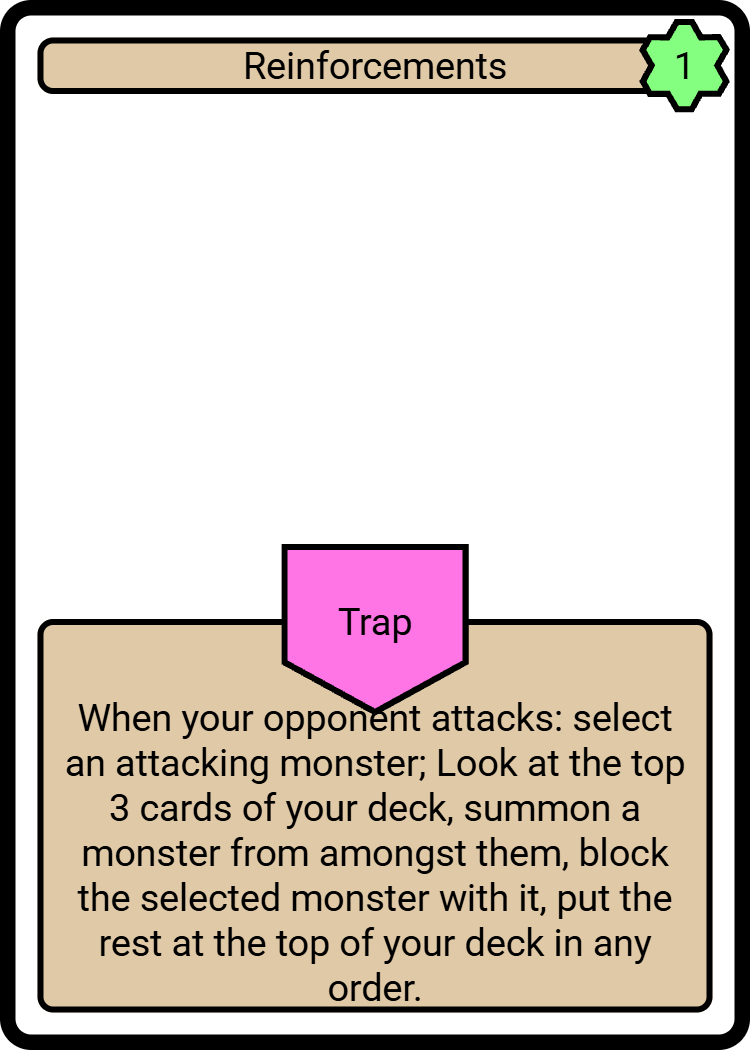 Reinforcements
1
Trap
When your opponent attacks: select
an attacking monster; Look at the top
3 cards of your deck, summon a
monster from amongst them, block
the selected monster with it, put the
rest at the top of your deck in any
order.